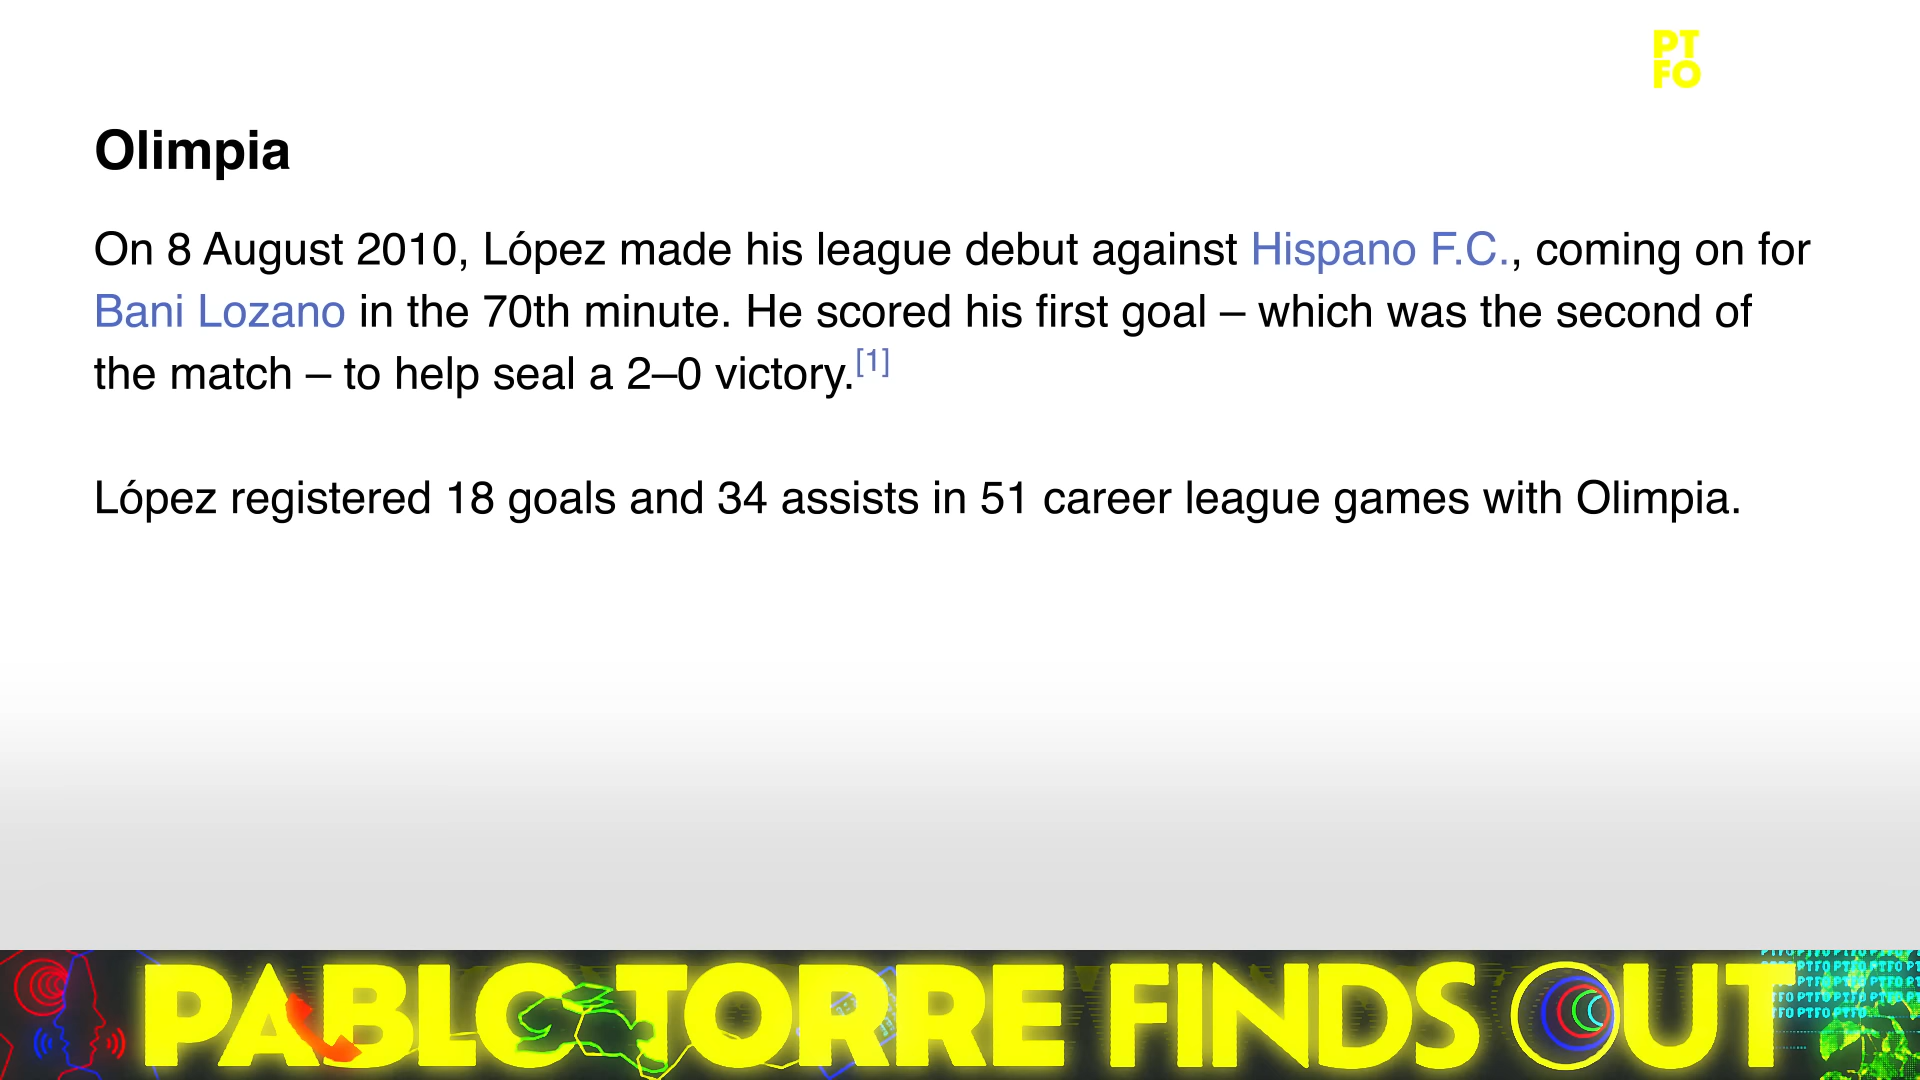 PT
FO
Olimpia
On 8 August 2010, López made his league debut against Hispano F.C., coming on for
Bani Lozano in the 70th minute. He scored his first goal – which was the second of
the match – to help seal a 2–0 victory.[1]
López registered 18 goals and 34 assists in 51 career league games with Olimpia.
PABLO TORRE FINDS OUT